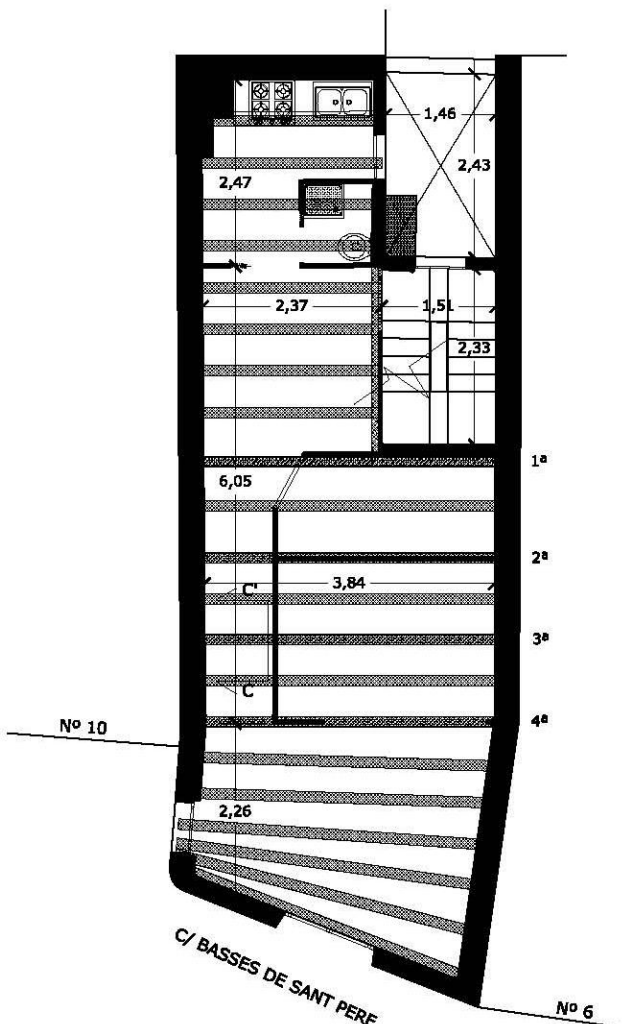 1,46
2,43
2,47
2,37
1,51
2,33
1ª
6,05
2ª
3,84
C'
3ª
C
4ª
Nº 10
2,26
C/ BASSES DE SANT PERE
Nº 6